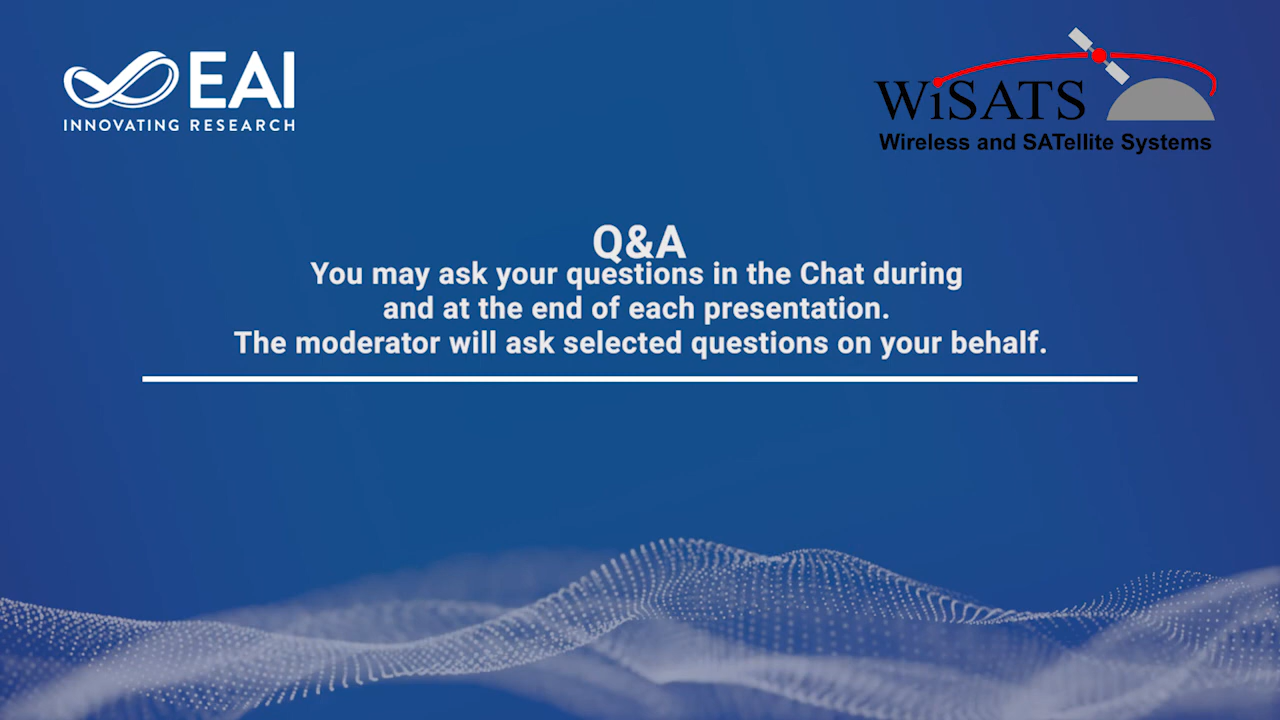 EAI
INNOVATING RESEARCH
WiSATS
Wireless and SATellite Systems
Q&A
You may ask your questions in the Chat during
and at the end of each presentation.
The moderator will ask selected questions on your behalf.